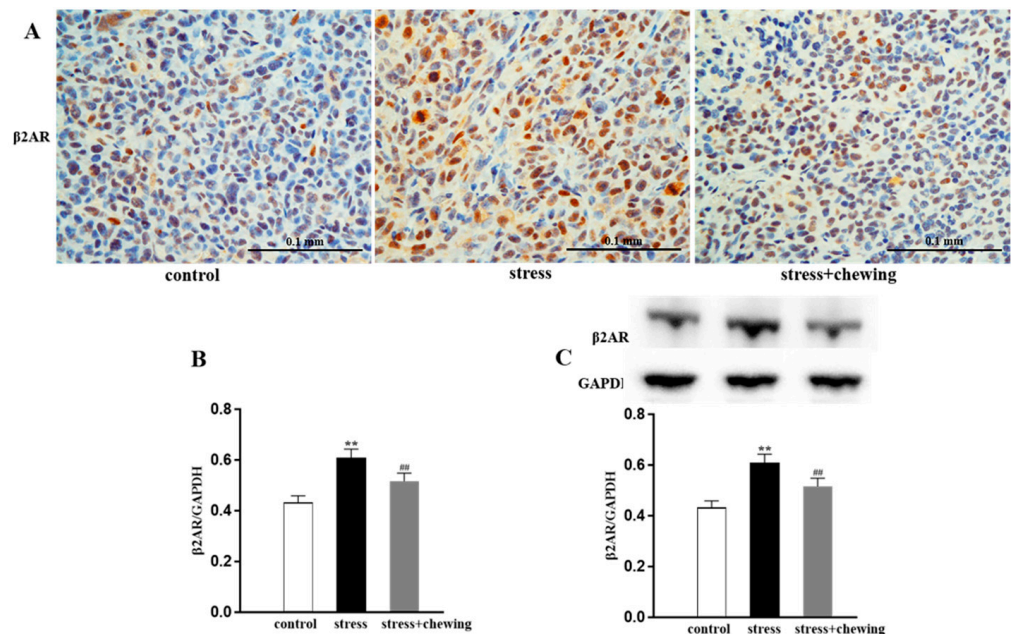 A
β2AR
0.1 mm
0.1 mm
0.1 mm
control
stress
stress+chewing
B
β2AR/GAPDH
0.8
0.6
0.4
0.2
0.0
**
##
control
stress
stress+chewing
C
β2AR
GAPDI
β2AR/GAPDH
0.8
0.6
0.4
0.2
0.0
**
##
control
stress
stress+chewing